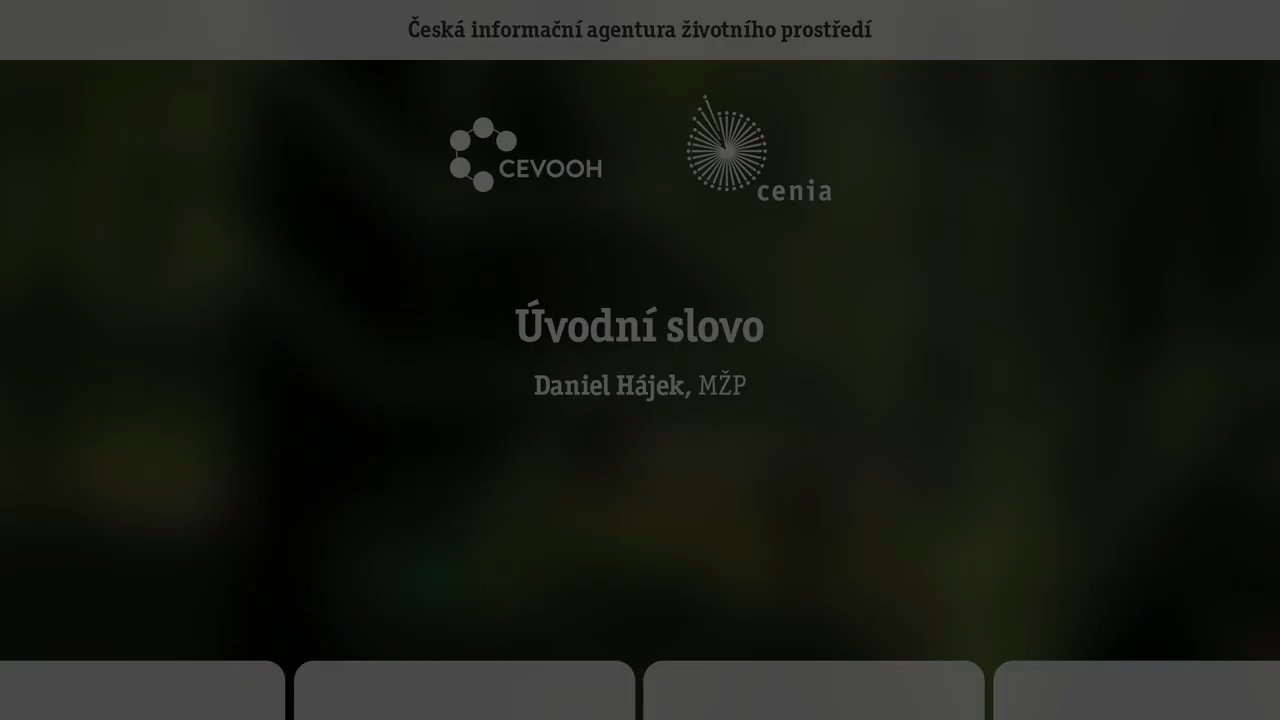 Česká informační agentura životního prostředí
CEVOOH
cenia
Úvodní slovo
Daniel Hájek, MŽP